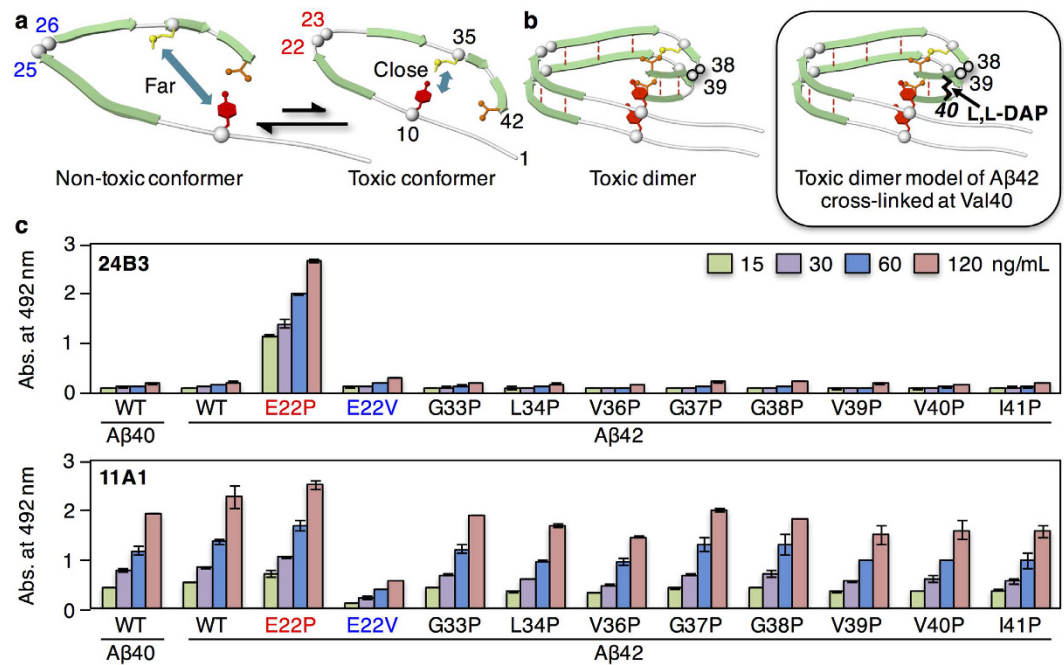 a
26
25
Far
Non-toxic conformer
23
22
35
Close
10
42
1
Toxic conformer
b
38
39
Toxic dimer
38
39
40
L,L-DAP
Toxic dimer model of Aβ42
cross-linked at Val40
c
24B3
15 30 60 120 ng/mL
Abs. at 492 nm
3
2
1
0
WT WT E22P E22V G33P L34P V36P G37P G38P V39P V40P I41P
Aβ40 Aβ42
11A1
Abs. at 492 nm
3
2
1
0
WT WT E22P E22V G33P L34P V36P G37P G38P V39P V40P I41P
Aβ40 Aβ42